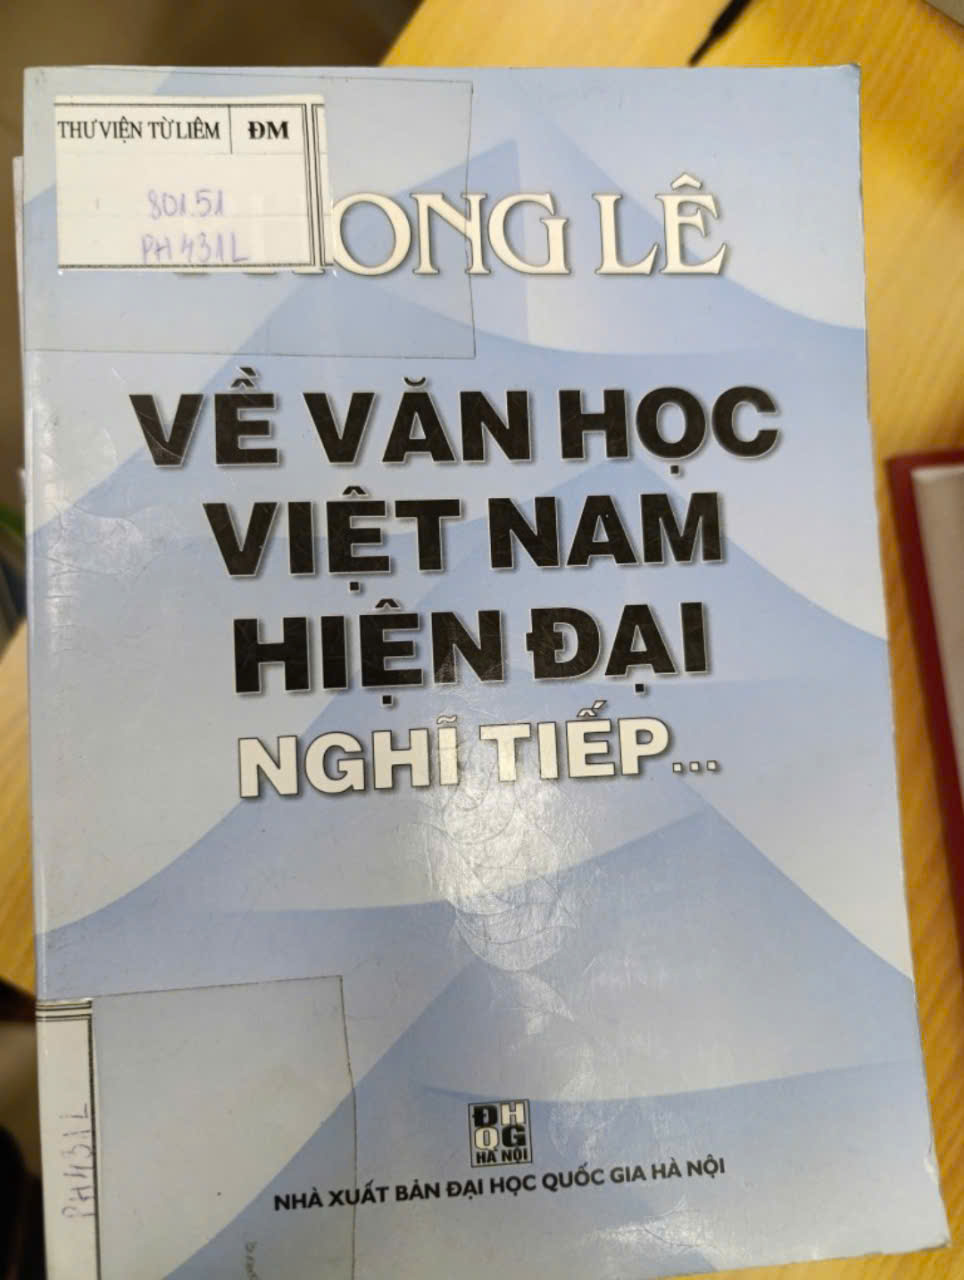 THƯ VIỆN TỪ LIÊM ĐM
801.51
PH431L
ONG LÊ
VỀ VĂN HỌC
VIỆT NAM
HIỆN ĐẠI
NGHĨ TIẾP...
PH431L
ĐH
QG
HÀ NỘI
NHÀ XUẤT BẢN ĐẠI HỌC QUỐC GIA HÀ NỘI